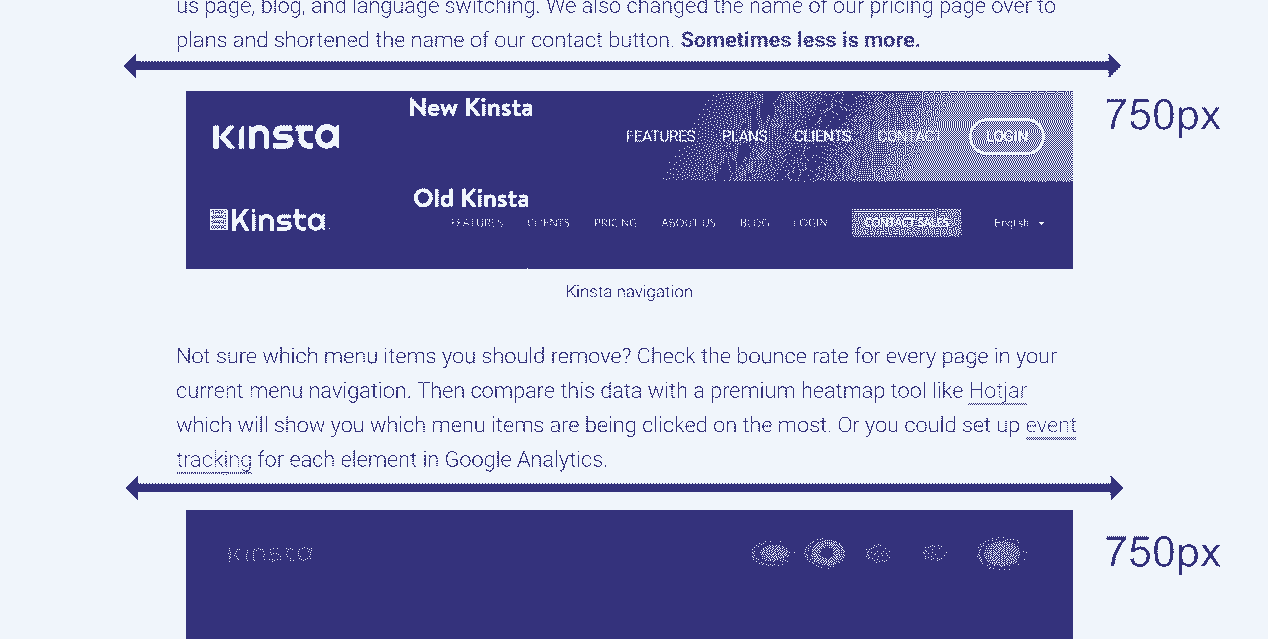 us page, blog, and language switching. We also changed the name of our pricing page over to
plans and shortened the name of our contact button. Sometimes less is more.
750px
New Kinsta
Kinsta
FEATURES PLANS CLIENTS CONTACT LOGIN
Old Kinsta
Kinsta
FEATURES CLIENTS PRICING ABOUT US BLOG LOGIN CONTACT SALES English
Kinsta navigation
Not sure which menu items you should remove? Check the bounce rate for every page in your
current menu navigation. Then compare this data with a premium heatmap tool like Hotjar
which will show you which menu items are being clicked on the most. Or you could set up event
tracking for each element in Google Analytics.
750px
Kinsta